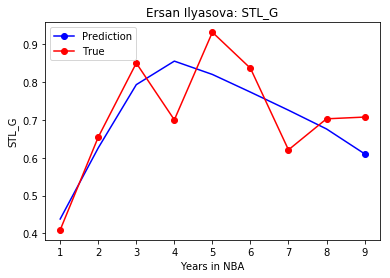 Ersan Ilyasova: STL_G
Prediction
True
0.9
0.8
0.7
0.6
0.5
0.4
STL_G
1 2 3 4 5 6 7 8 9
Years in NBA